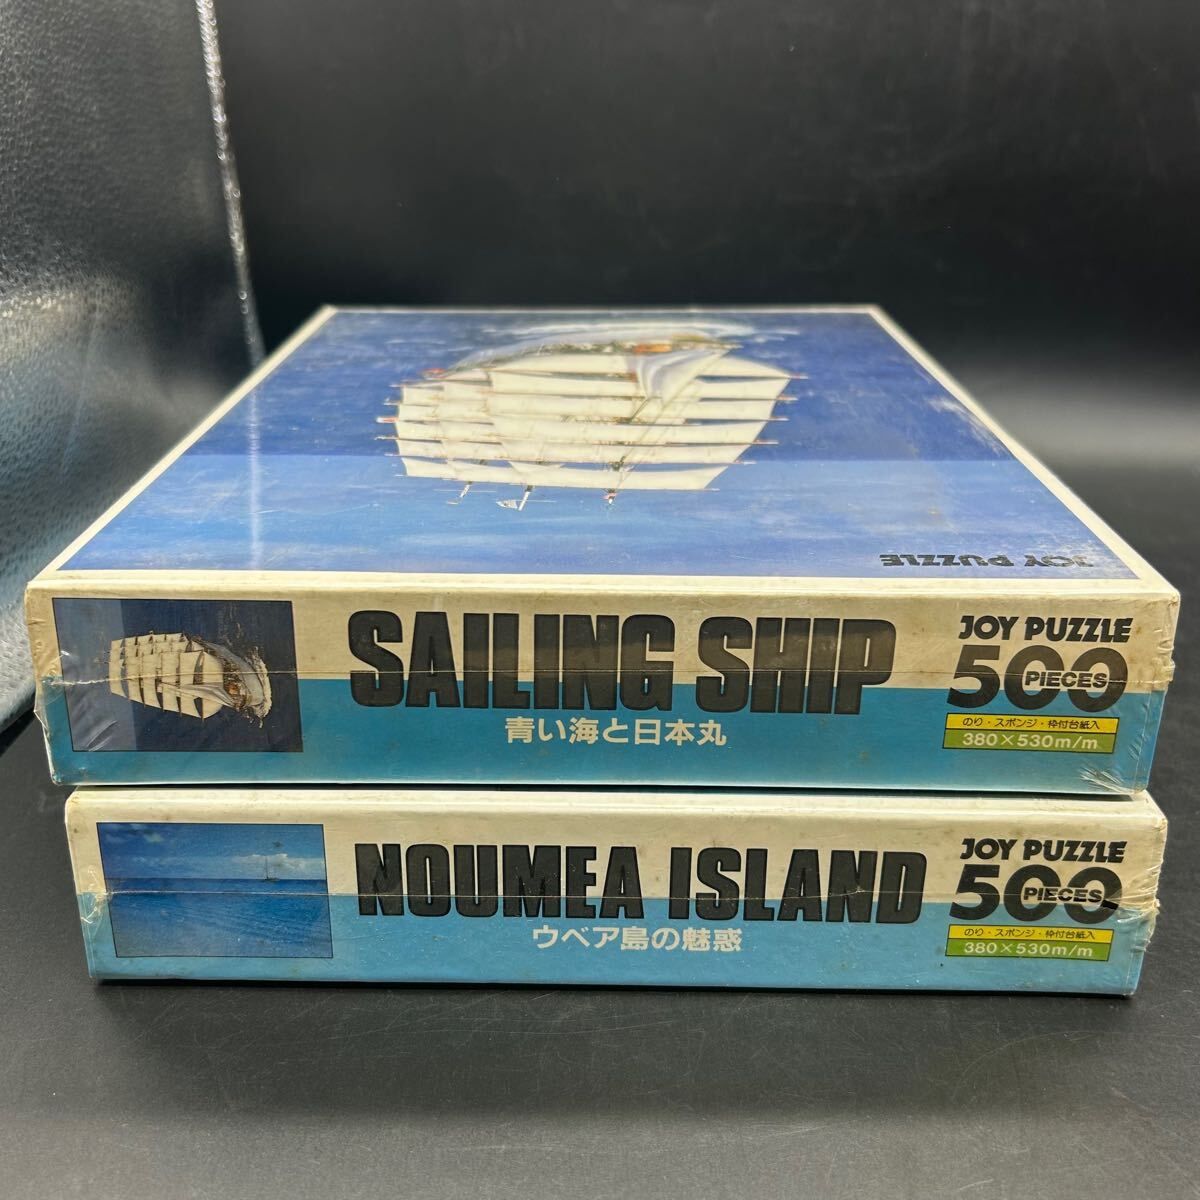 JOY PUZZLE
SAILING SHIP
青い海と日本丸
JOY PUZZLE
500
PIECES
のり・スポンジ・枠付台紙入
380×530m/m
NOUMEA ISLAND
ウベア島の魅惑
JOY PUZZLE
500
PIECES
のり・スポンジ・枠付台紙入
380×530m/m